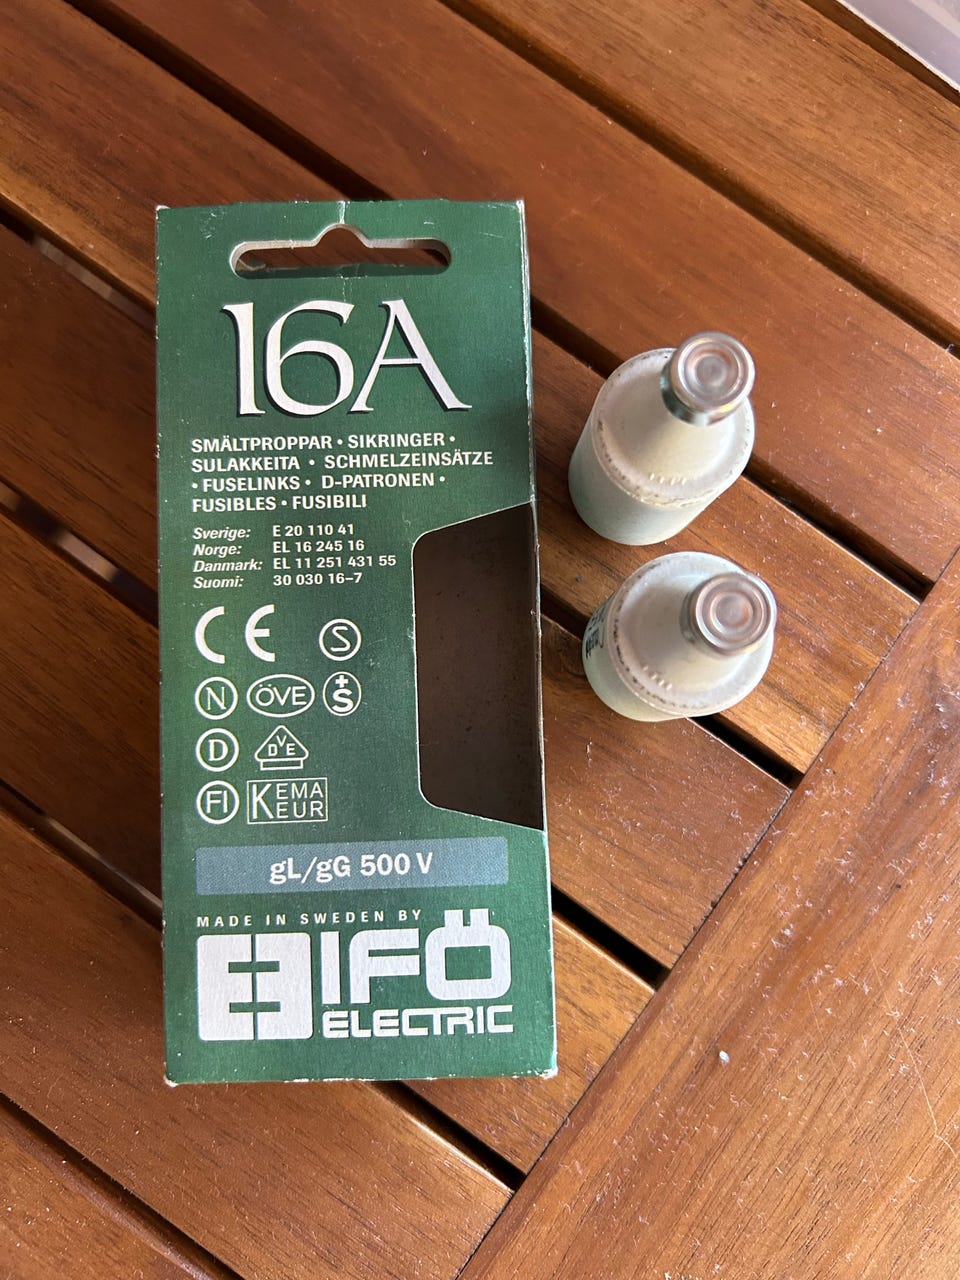 16A
SMÄLTPROPPAR • SIKRINGER •
SULAKKEITA • SCHMELZEINSÄTZE
• FUSELINKS • D-PATRONEN •
FUSIBLES • FUSIBILI
Sverige: E 20 110 41
Norge: EL 16 245 16
Danmark: EL 11 251 431 55
Suomi: 30 030 16–7
CE S
N ÖVE +S
D DVE
FI KEMA
KEUR
gL/gG 500 V
MADE IN SWEDEN BY
IFÖ
ELECTRIC